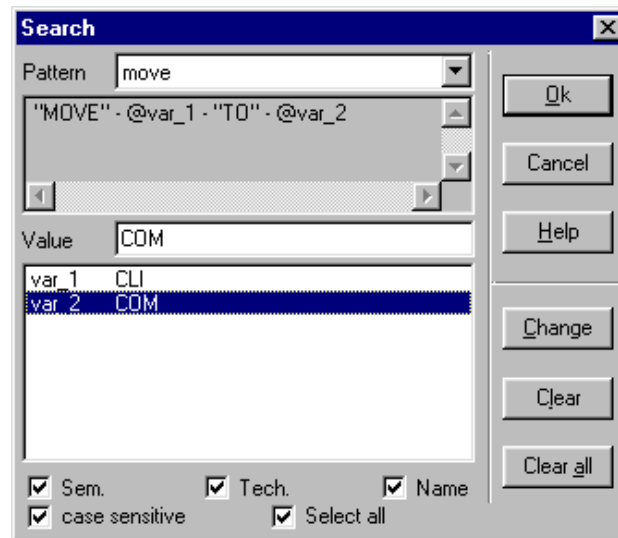 Search
Pattern move
"MOVE" - @var_1 - "TO" - @var_2
Ok
Cancel
Help
Value COM
var_1 CLI
var_2 COM
Change
Clear
Clear all
Sem. Tech. Name
case sensitive Select all